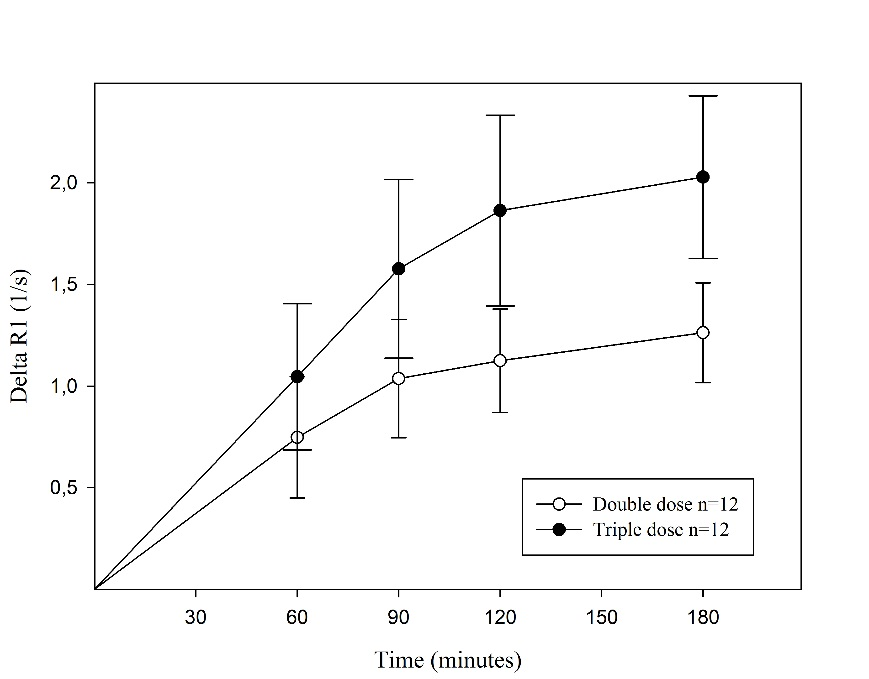 2,0
1,5
1,0
0,5
Delta R1 (1/s)
Double dose n=12
Triple dose n=12
30 60 90 120 150 180
Time (minutes)